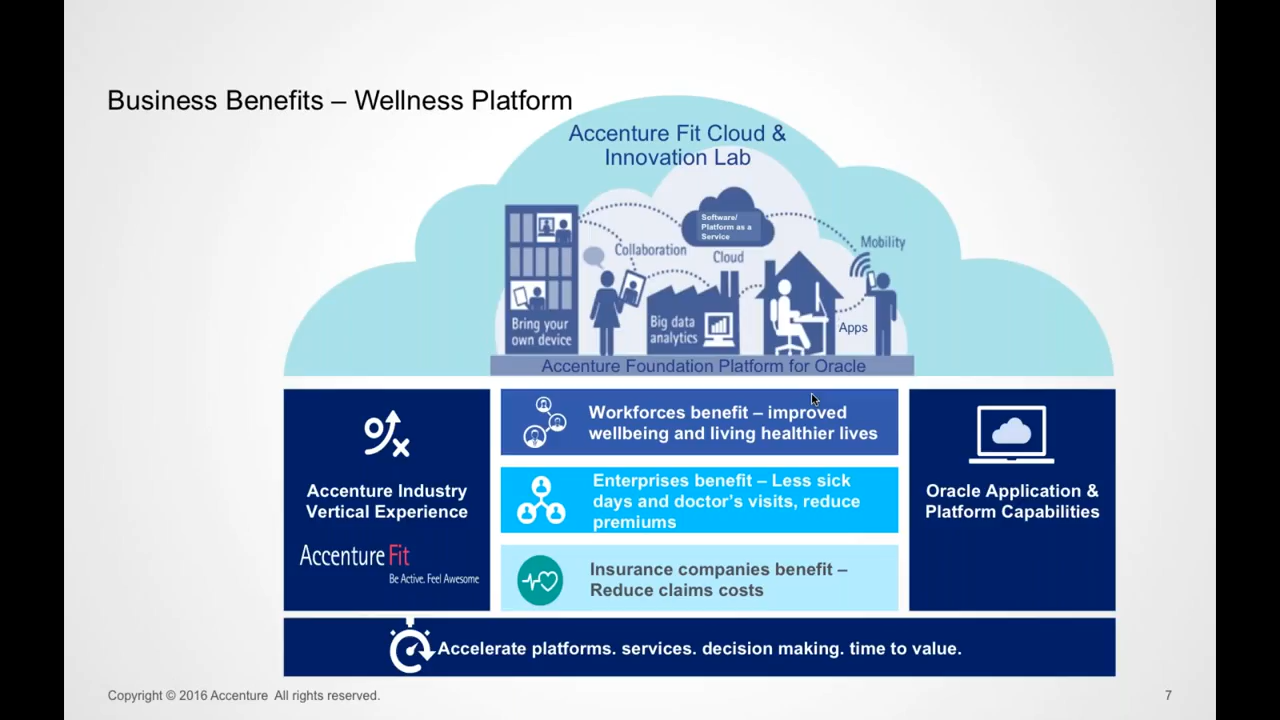 Business Benefits – Wellness Platform
Accenture Fit Cloud &
Innovation Lab
Software/
Platform as a
Service
Collaboration
Cloud
Mobility
Bring your
own device
Big data
analytics
Apps
Accenture Foundation Platform for Oracle
Accenture Industry
Vertical Experience
Accenture Fit
Be Active. Feel Awesome
Workforces benefit – improved
wellbeing and living healthier lives
Enterprises benefit – Less sick
days and doctor's visits, reduce
premiums
Insurance companies benefit –
Reduce claims costs
Oracle Application &
Platform Capabilities
Accelerate platforms. services. decision making. time to value.
Copyright © 2016 Accenture All rights reserved.
7